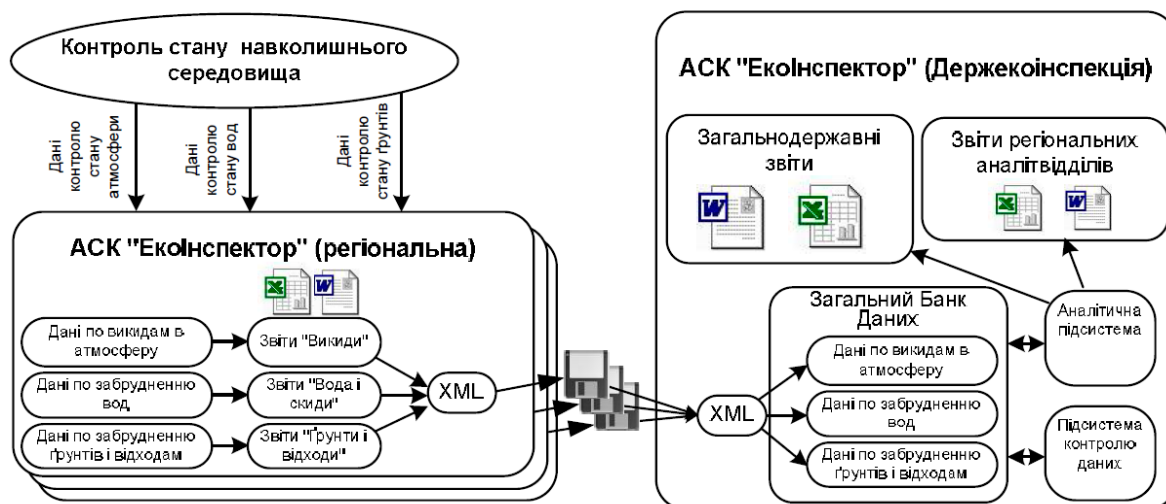 Контроль стану навколишнього
середовища
Дані
контролю
стану
атмосфери
Дані
контролю
стану вод
Дані
контролю
стану ґрунтів
АСК "ЕкоІнспектор" (регіональна)
Дані по викидам в
атмосферу
Звіти "Викиди"
Дані по забрудненню
вод
Звіти "Вода і
скиди"
XML
Дані по забрудненню
ґрунтів і відходам
Звіти "Ґрунти і
відходи"
АСК "ЕкоІнспектор" (Держекоінспекція)
Загальнодержавні
звіти
Звіти регіональних
аналітвідділів
Загальний Банк
Даних
Аналітична
підсистема
Дані по викидам в
атмосферу
XML
Дані по забрудненню
вод
Дані по забрудненню
ґрунтів і відходам
Підсистема
контролю
даних